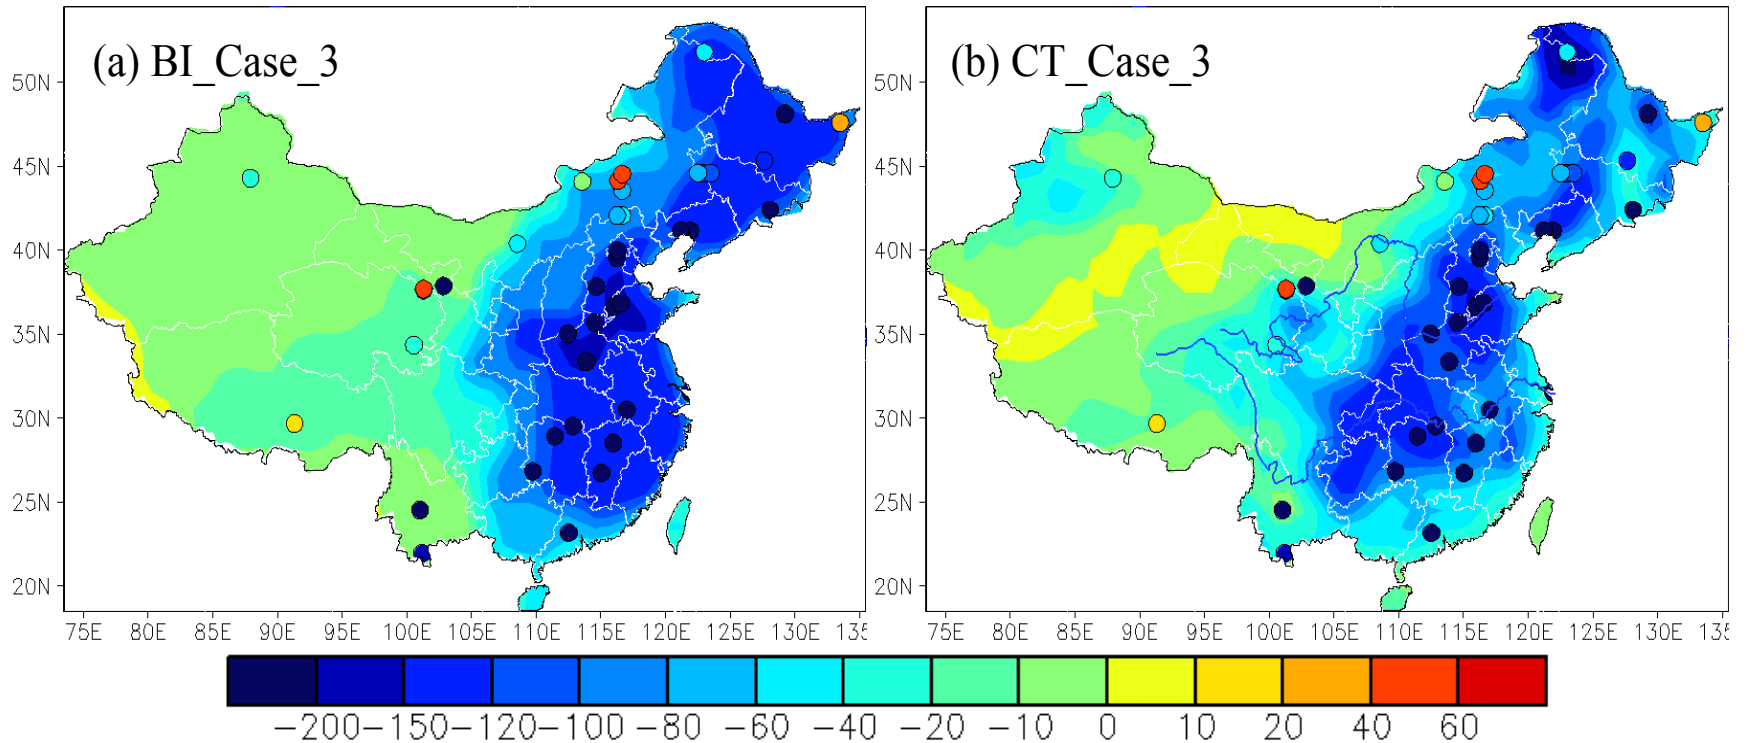 (a) BI_Case_3
(b) CT_Case_3
50N
45N
40N
35N
30N
25N
20N
75E 80E 85E 90E 95E 100E 105E 110E 115E 120E 125E 130E 135
50N
45N
40N
35N
30N
25N
20N
75E 80E 85E 90E 95E 100E 105E 110E 115E 120E 125E 130E 135
−200 −150 −120 −100 −80 −60 −40 −20 −10 0 10 20 40 60